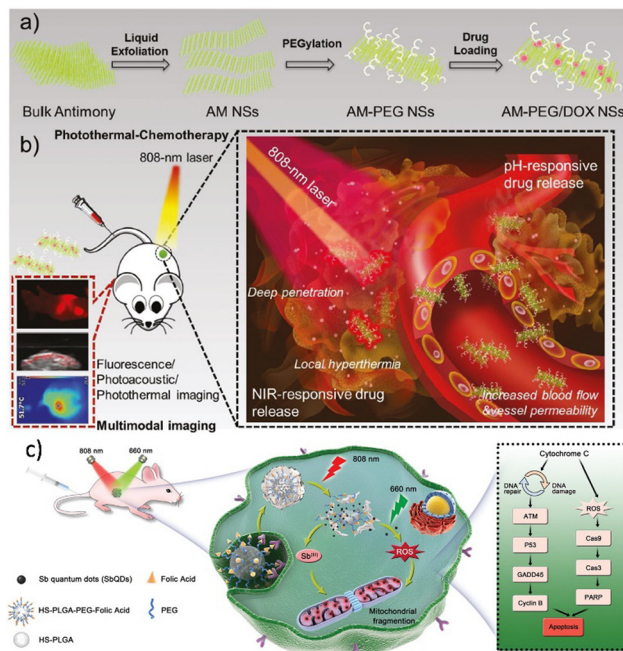 a)
Liquid
Exfoliation
PEGylation
Drug
Loading
Bulk Antimony
AM NSs
AM-PEG NSs
AM-PEG/DOX NSs
b)
Photothermal-Chemotherapy
808-nm laser
808-nm laser
pH-responsive
drug release
Deep penetration
Local hyperthermia
NIR-responsive drug
release
Increased blood flow
&vessel permeability
51.7°C
Fluorescence/
Photoacoustic/
Photothermal imaging
Multimodal imaging
c)
808 nm
660 nm
808 nm
660 nm
Sb(III)
ROS
Mitochondrial
fragmention
Sb quantum dots (SbQDs)
Folic Acid
HS-PLGA-PEG-Folic Acid
PEG
HS-PLGA
Cytochrome C
DNA
repair
DNA
damage
ROS
ATM
Cas9
P53
Cas3
GADD45
PARP
Cyclin B
Apoptosis